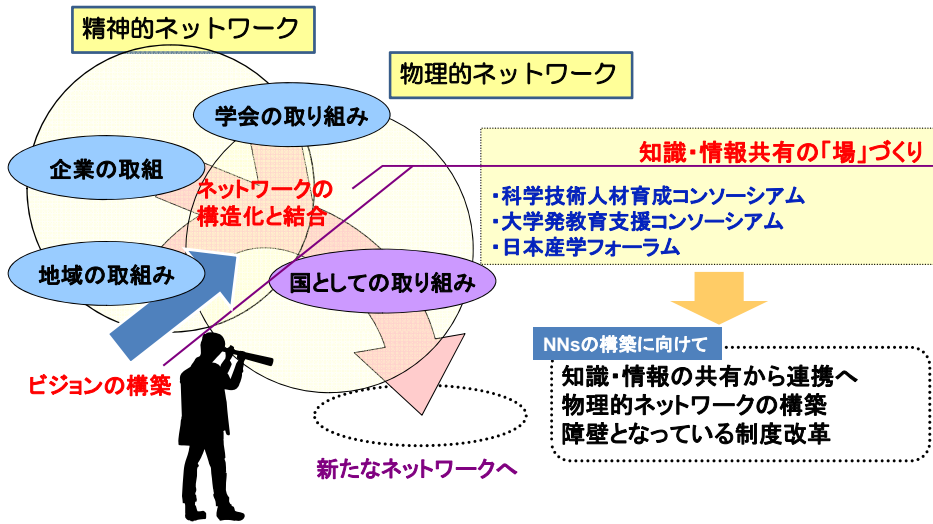 精神的ネットワーク
物理的ネットワーク
学会の取り組み
企業の取組
ネットワークの
構造化と結合
地域の取組み
国としての取り組み
ビジョンの構築
新たなネットワークへ
知識・情報共有の「場」づくり
・科学技術人材育成コンソーシアム
・大学発教育支援コンソーシアム
・日本産学フォーラム
NNsの構築に向けて
知識・情報の共有から連携へ
物理的ネットワークの構築
障壁となっている制度改革